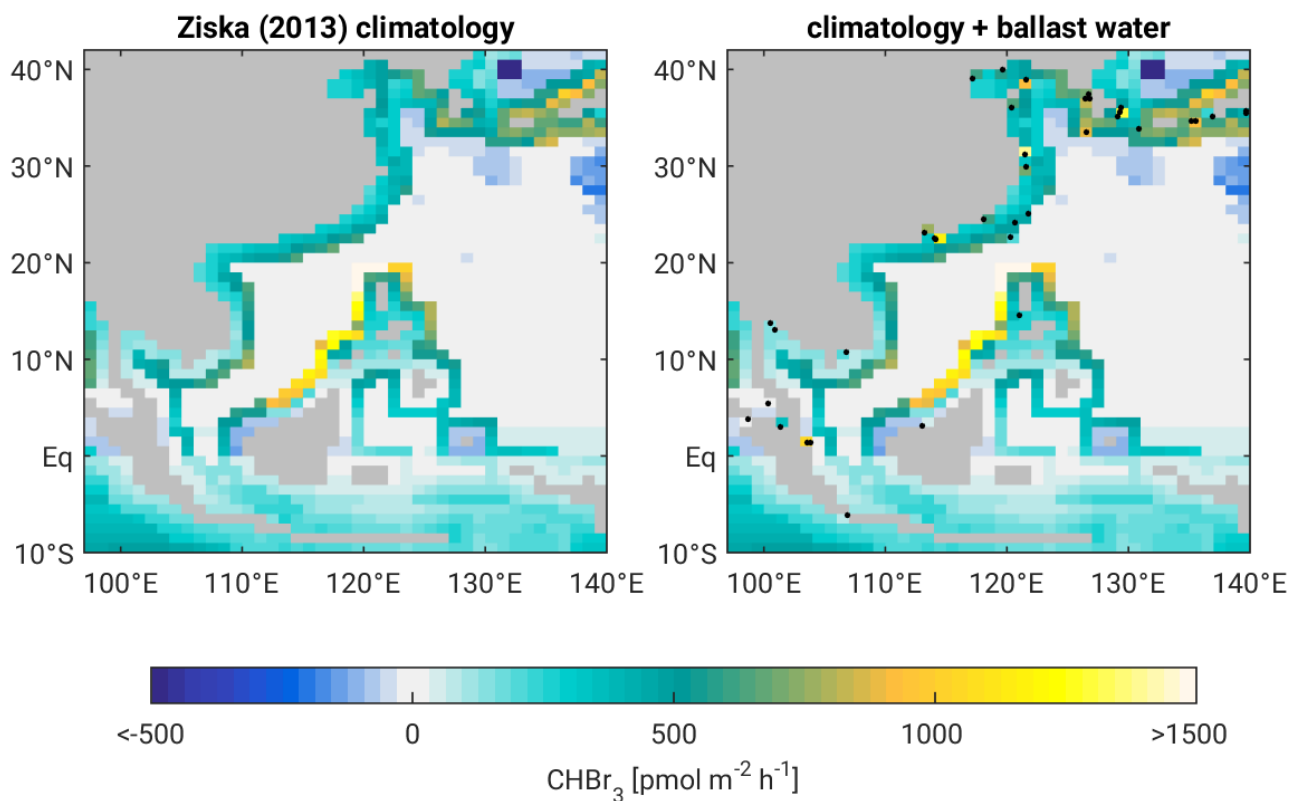 Ziska (2013) climatology
climatology + ballast water
40°N
30°N
20°N
10°N
Eq
10°S
100°E 110°E 120°E 130°E 140°E
40°N
30°N
20°N
10°N
Eq
10°S
100°E 110°E 120°E 130°E 140°E
<-500 0 500 1000 >1500
CHBr₃ [pmol m⁻² h⁻¹]